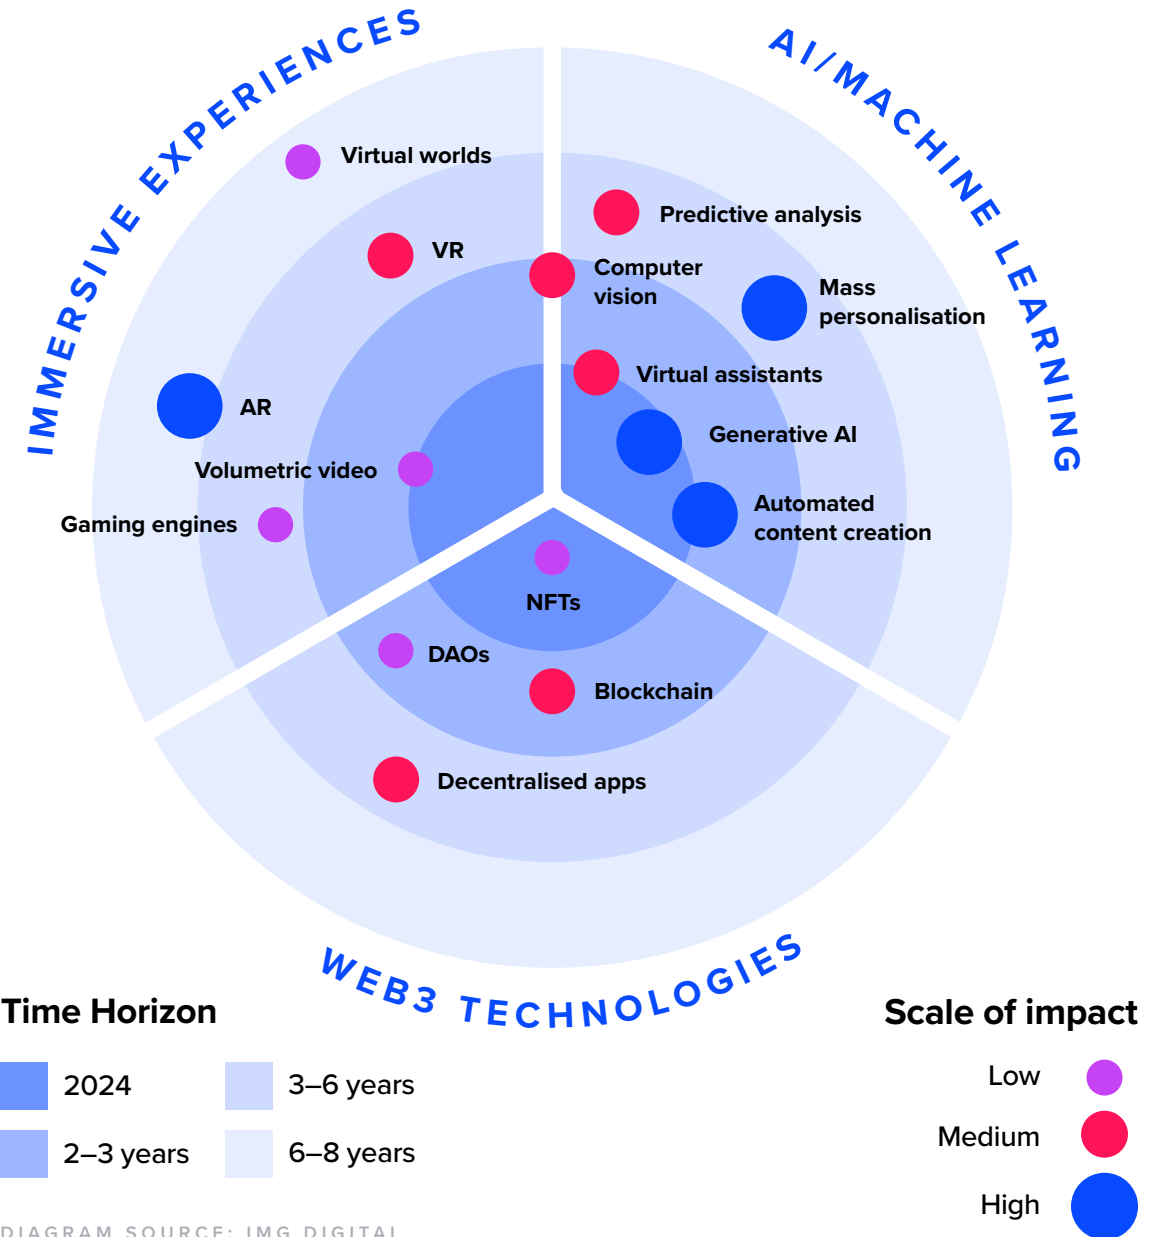 IMMERSIVE EXPERIENCES
AI/MACHINE LEARNING
Virtual worlds
VR
AR
Volumetric video
Gaming engines
Predictive analysis
Computer
vision
Mass
personalisation
Virtual assistants
Generative AI
Automated
content creation
NFTs
DAOs
Blockchain
Decentralised apps
WEB3 TECHNOLOGIES
Time Horizon
2024
3–6 years
2–3 years
6–8 years
Scale of impact
Low
Medium
High
DIAGRAM SOURCE: IMG DIGITAL